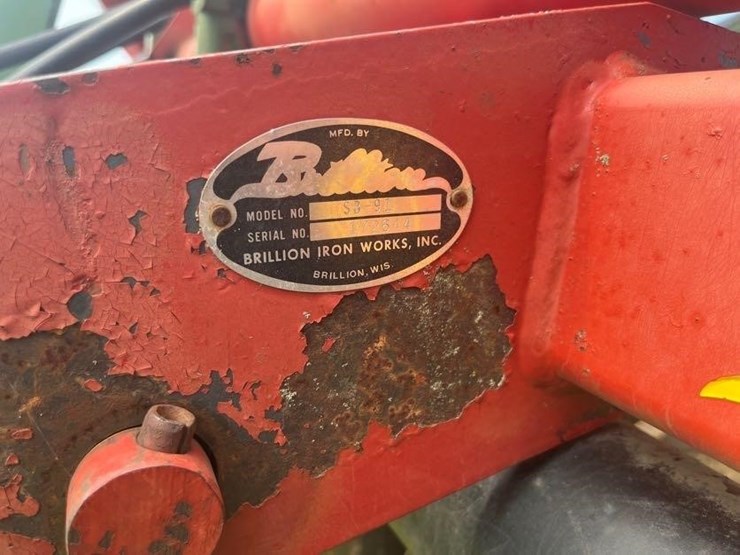 MFD. BY
Brillion
MODEL NO.
SERIAL NO.
BRILLION IRON WORKS, INC.
BRILLION, WIS.